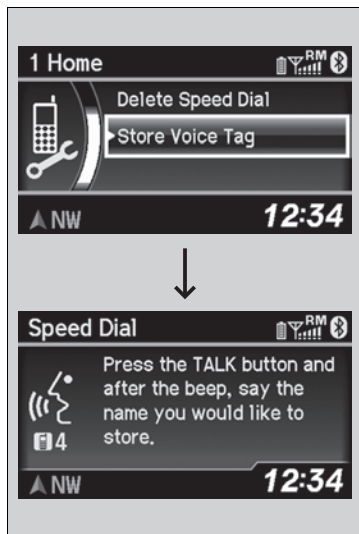 1 Home
RM
Delete Speed Dial
Store Voice Tag
NW
12:34
Speed Dial
RM
Press the TALK button and
after the beep, say the
name you would like to
store.
4
NW
12:34